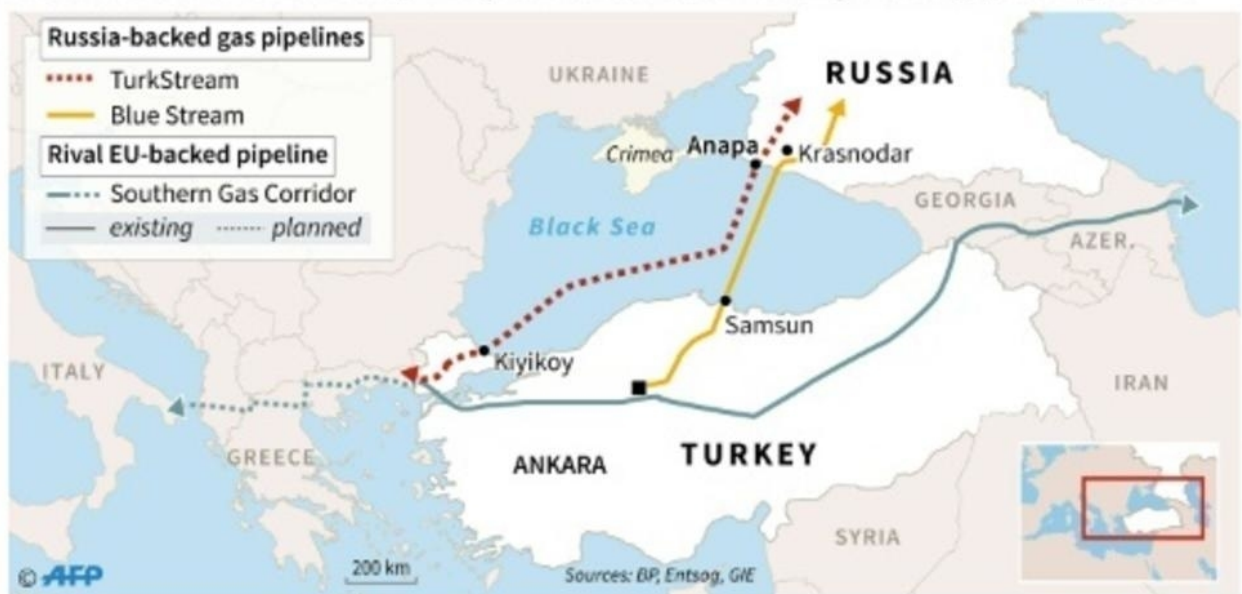 Russia-backed gas pipelines
TurkStream
Blue Stream
Rival EU-backed pipeline
Southern Gas Corridor
existing planned
UKRAINE
RUSSIA
Crimea
Anapa
Krasnodar
GEORGIA
AZER.
Black Sea
Samsun
Kiyikoy
ITALY
IRAN
GREECE
ANKARA
TURKEY
SYRIA
© AFP
200 km
Sources: BP, Entsog, GIE